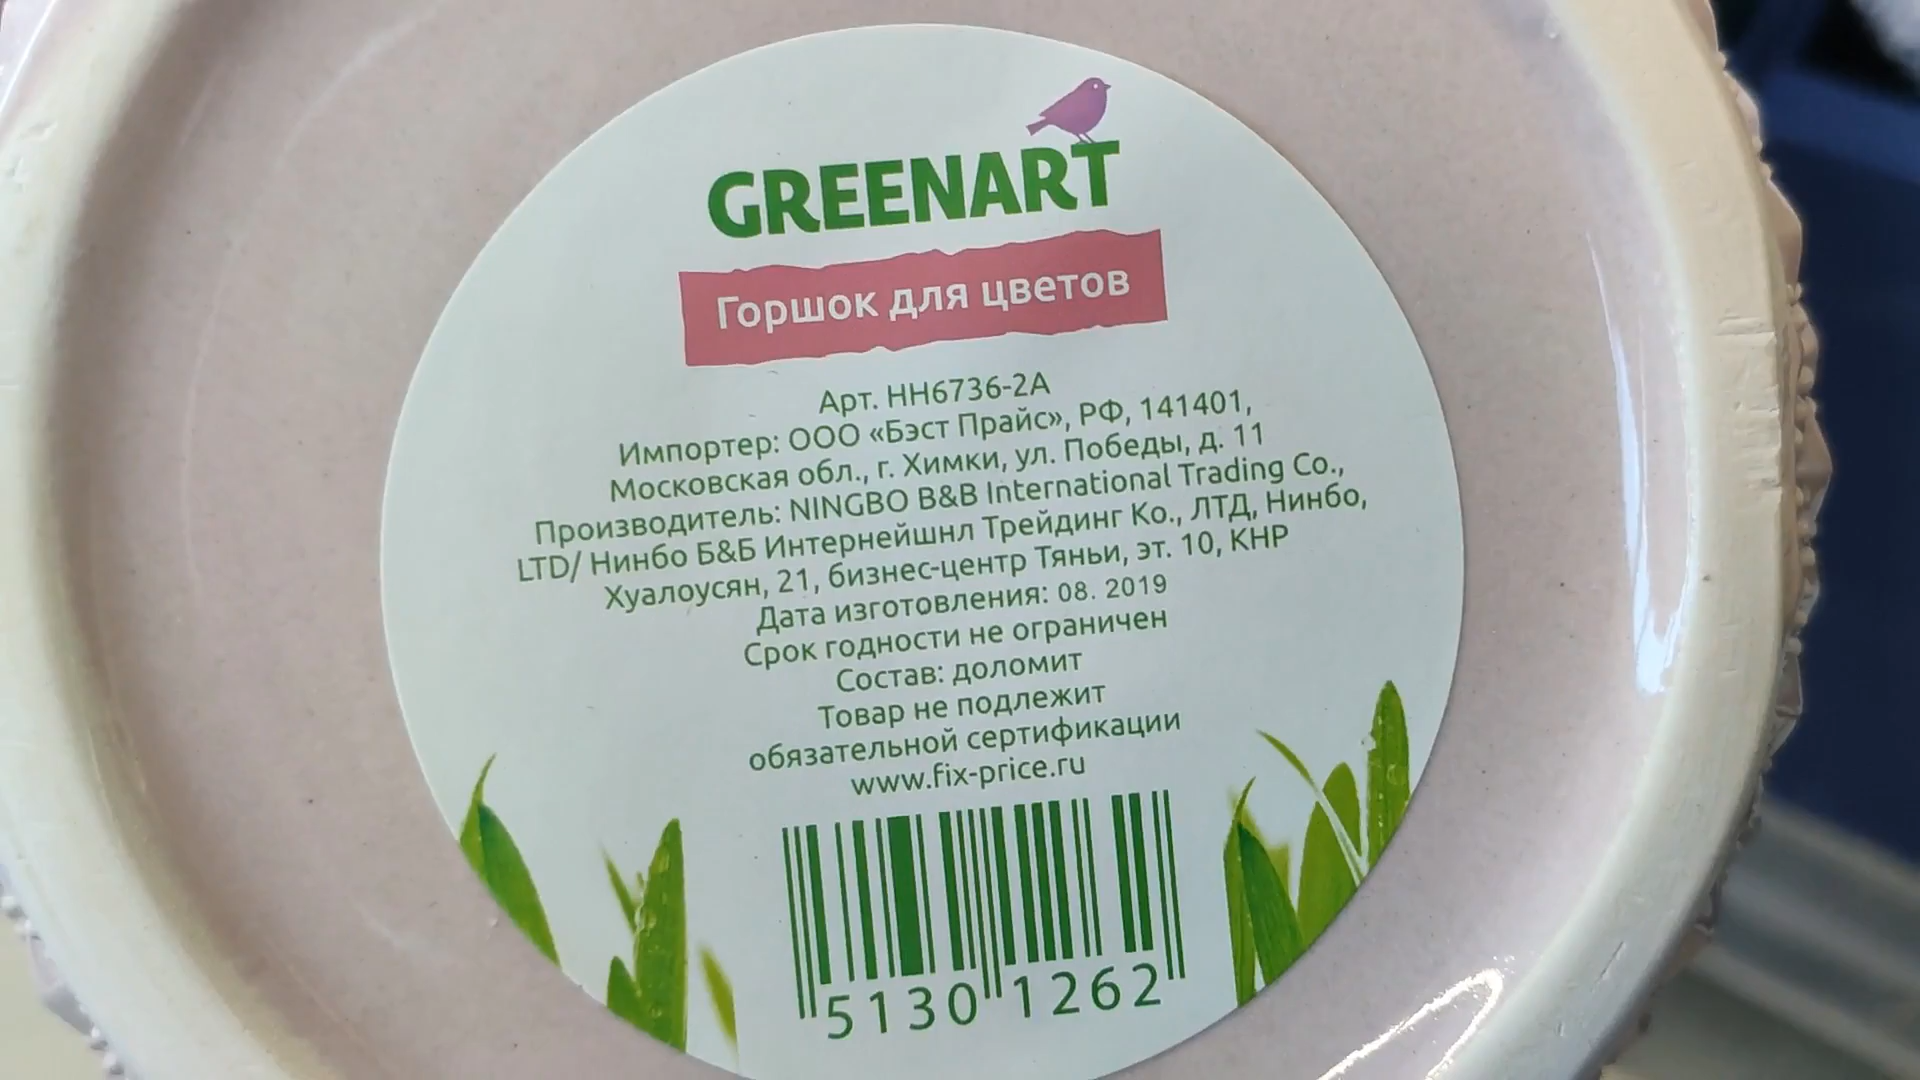 GREENART
Горшок для цветов
Арт. HH6736-2A
Импортер: ООО «Бэст Прайс», РФ, 141401,
Московская обл., г. Химки, ул. Победы, д. 11
Производитель: NINGBO B&B International Trading Co.,
LTD/ Нинбо Б&Б Интернейшнл Трейдинг Ко., ЛТД, Нинбо,
Хуалоусян, 21, бизнес-центр Тяньи, эт. 10, КНР
Дата изготовления: 08. 2019
Срок годности не ограничен
Состав: доломит
Товар не подлежит
обязательной сертификации
www.fix-price.ru
5130 1262